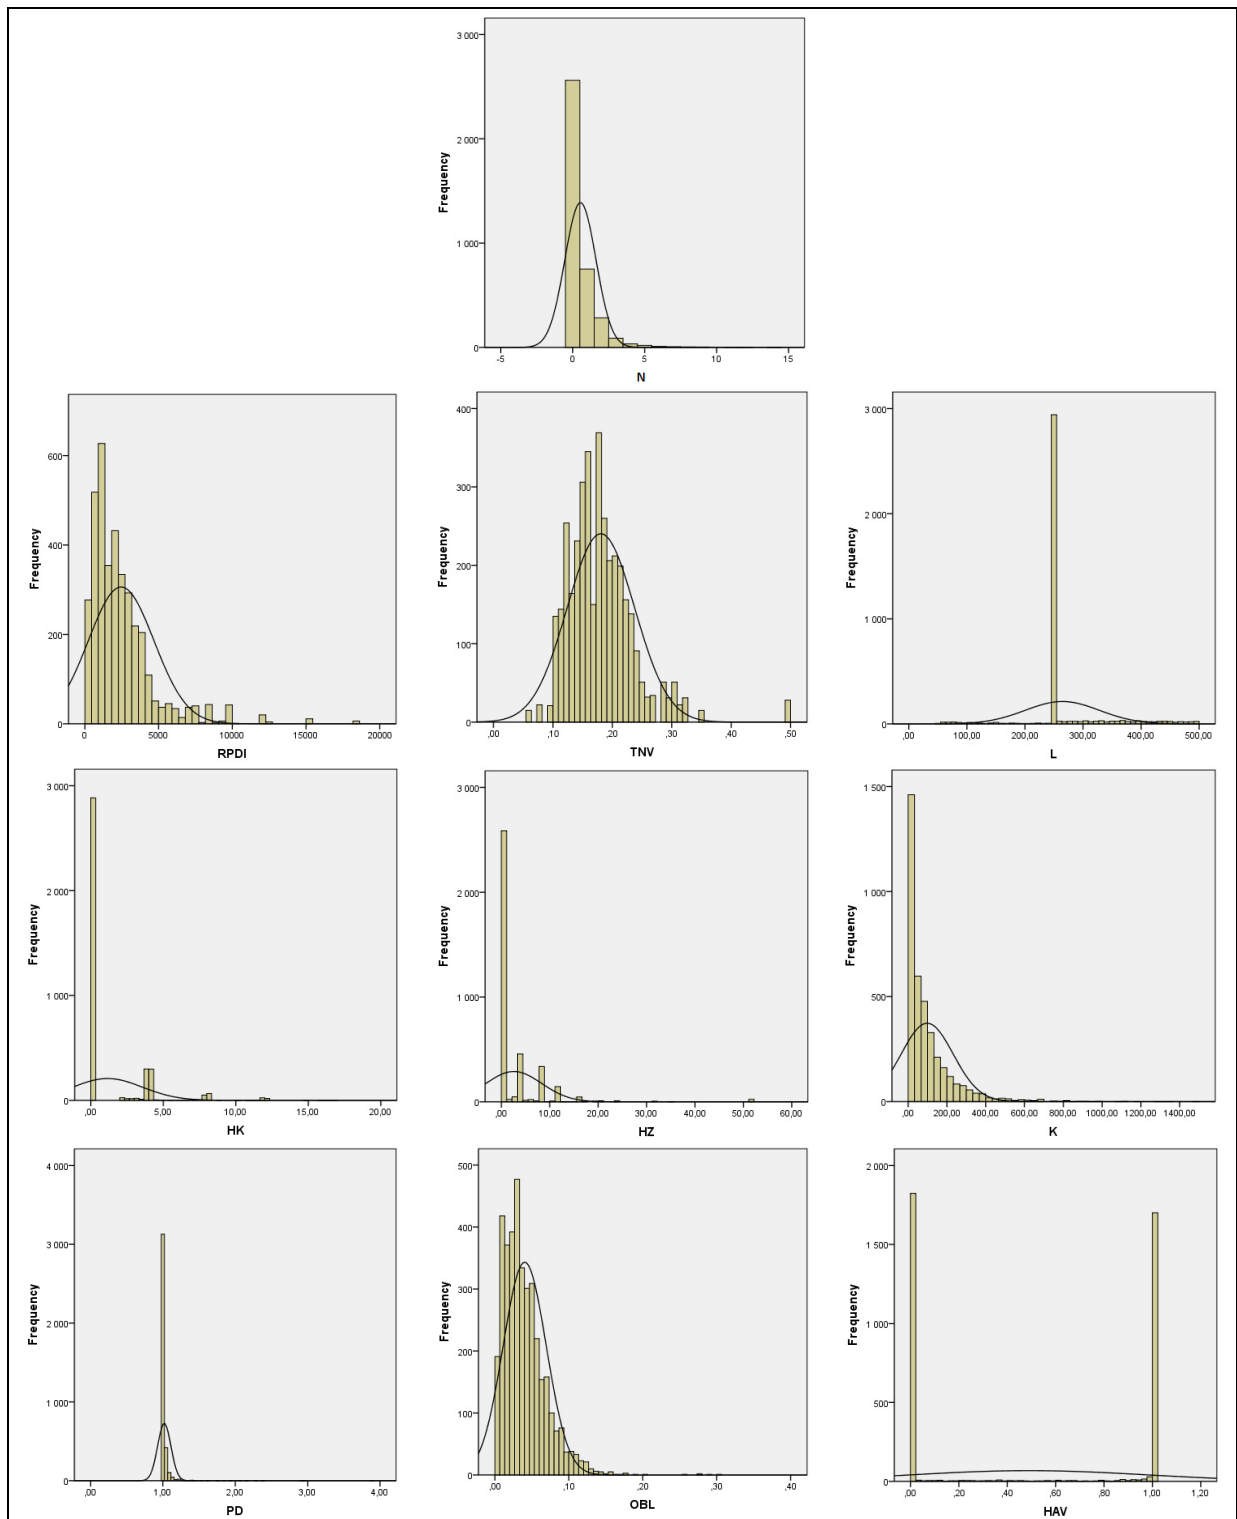 Frequency
3 000
2 000
1 000
0
-5 0 5 10 15
N
Frequency
600
400
200
0
0 5000 10000 15000 20000
RPDI
Frequency
400
300
200
100
0
,00 ,10 ,20 ,30 ,40 ,50
TNV
Frequency
3 000
2 000
1 000
0
,00 100,00 200,00 300,00 400,00 500,00
L
Frequency
3 000
2 000
1 000
0
,00 5,00 10,00 15,00 20,00
HK
Frequency
3 000
2 000
1 000
0
,00 10,00 20,00 30,00 40,00 50,00 60,00
HZ
Frequency
1 500
1 000
500
0
,00 200,00 400,00 600,00 800,00 1000,00 1200,00 1400,00
K
Frequency
4 000
3 000
2 000
1 000
0
,00 1,00 2,00 3,00 4,00
PD
Frequency
500
400
300
200
100
0
,00 ,10 ,20 ,30 ,40
OBL
Frequency
2 000
1 500
1 000
500
0
,00 ,20 ,40 ,60 ,80 1,00 1,20
HAV